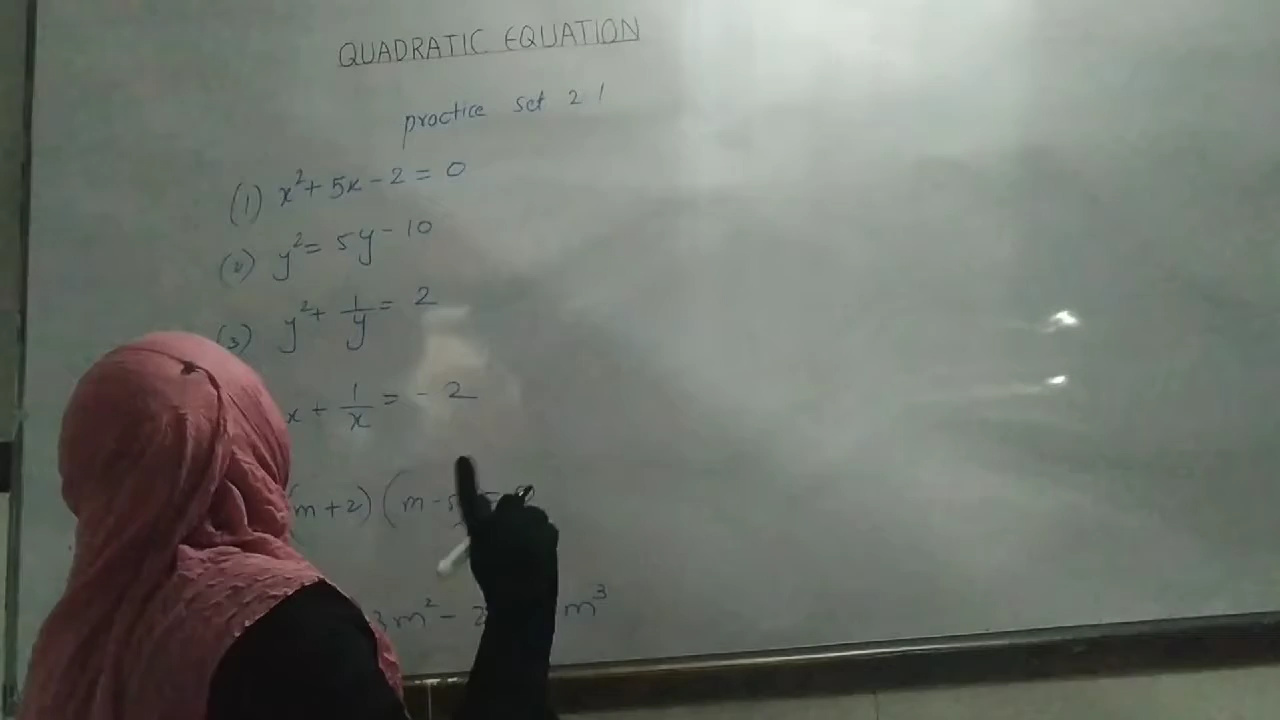 QUADRATIC EQUATION
practice set 2 1
(1) x² + 5x - 2 = 0
(2) y² = 5y - 10
(3) y² + 1/y = 2
x + 1/x = - 2
(m + 2) (m - 5
3m² - 2 m³